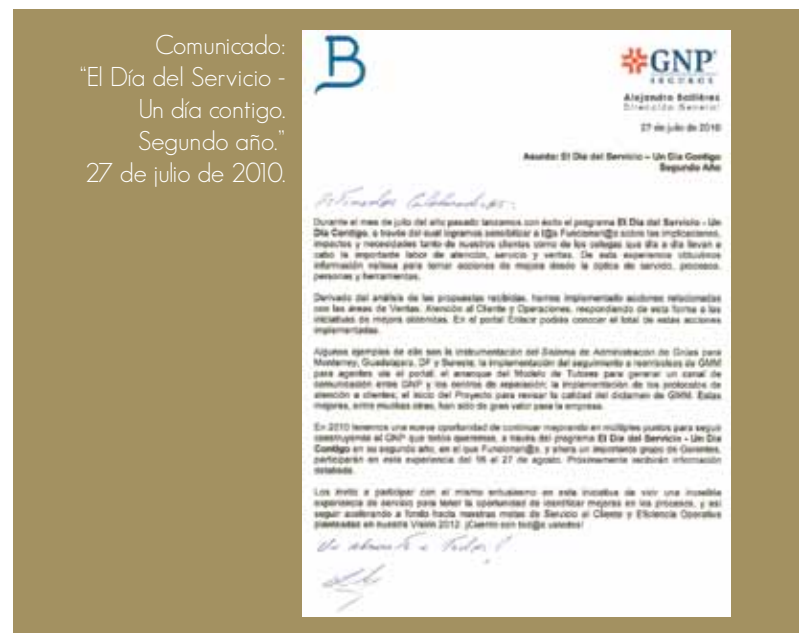 Comunicado:
“El Día del Servicio -
Un día contigo.
Segundo año.”
27 de julio de 2010.
B
GNP
SEGUROS
Alejandro Baillères
Dirección General
27 de julio de 2010
Asunto: El Día del Servicio – Un Día Contigo
Segundo Año
Estimados Colaboradores:
Durante el mes de julio del año pasado lanzamos con éxito el programa El Día del Servicio - Un
Día Contigo, a través del cual logramos sensibilizar a l@s Funcionari@s sobre las implicaciones,
impactos y necesidades tanto de nuestros clientes como de los colegas que día a día llevan a
cabo la importante labor de atención, servicio y ventas. De esta experiencia obtuvimos
información valiosa para tomar acciones de mejora desde la óptica de servicio, procesos,
personas y herramientas.
Derivado del análisis de las propuestas recibidas, hemos implementado acciones relacionadas
con las áreas de Ventas, Atención al Cliente y Operaciones, respondiendo de esta forma a las
iniciativas de mejora obtenidas. En el portal Enlace podrás conocer el total de estas acciones
implementadas.
Algunos ejemplos de ello son la instrumentación del Sistema de Administración de Grúas para
Monterrey, Guadalajara, DF y Sureste; la implementación del seguimiento a reembolsos de GMM
para agentes vía el portal; el arranque del Modelo de Tutores para generar un canal de
comunicación entre GNP y los centros de reparación; la implementación de los protocolos de
atención a clientes; el inicio del Proyecto para revisar la calidad del dictamen de GMM. Estas
mejoras, entre muchas otras, han sido de gran valor para la empresa.
En 2010 tenemos una nueva oportunidad de continuar mejorando en múltiples puntos para seguir
construyendo el GNP que todos queremos, a través del programa El Día del Servicio - Un Día
Contigo en su segundo año, en el que Funcionari@s, y ahora un importante grupo de Gerentes,
participarán en esta experiencia del 16 al 27 de agosto. Próximamente recibirán información
detallada.
Los invito a participar con el mismo entusiasmo en esta iniciativa de vivir una increíble
experiencia de servicio para tener la oportunidad de identificar mejoras en los procesos, y así
seguir acelerando a fondo hacia nuestras metas de Servicio al Cliente y Eficiencia Operativa
planteadas en nuestra Visión 2012. ¡Cuento con tod@s ustedes!
Un abrazo a Todos!